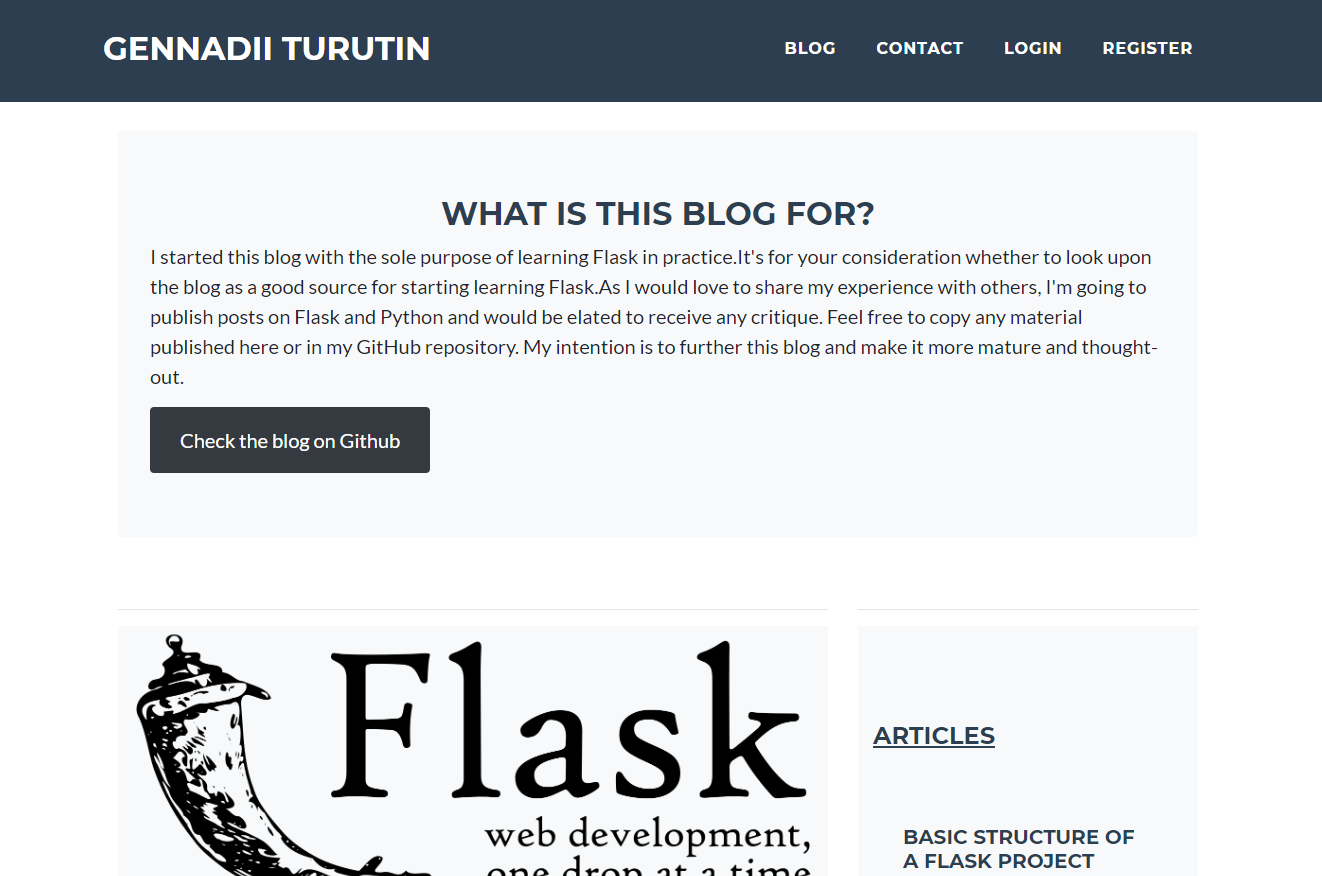 GENNADII TURUTIN
BLOG CONTACT LOGIN REGISTER
WHAT IS THIS BLOG FOR?
I started this blog with the sole purpose of learning Flask in practice.It's for your consideration whether to look upon
the blog as a good source for starting learning Flask.As I would love to share my experience with others, I'm going to
publish posts on Flask and Python and would be elated to receive any critique. Feel free to copy any material
published here or in my GitHub repository. My intention is to further this blog and make it more mature and thought-
out.
Check the blog on Github
Flask
web development,
one drop at a time
ARTICLES
BASIC STRUCTURE OF
A FLASK PROJECT